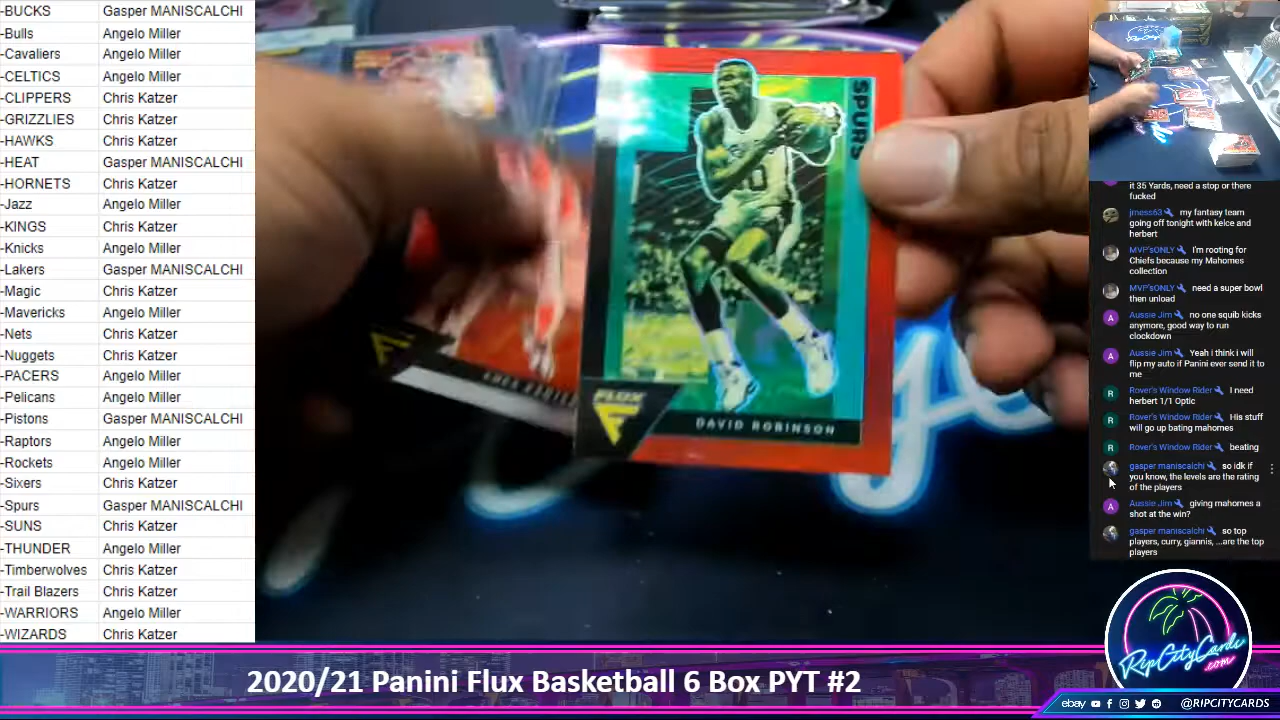 -BUCKS Gasper MANISCALCHI
-Bulls Angelo Miller
-Cavaliers Angelo Miller
-CELTICS Angelo Miller
-CLIPPERS Chris Katzer
-GRIZZLIES Chris Katzer
-HAWKS Chris Katzer
-HEAT Gasper MANISCALCHI
-HORNETS Chris Katzer
-Jazz Angelo Miller
-KINGS Chris Katzer
-Knicks Angelo Miller
-Lakers Gasper MANISCALCHI
-Magic Chris Katzer
-Mavericks Angelo Miller
-Nets Chris Katzer
-Nuggets Chris Katzer
-PACERS Angelo Miller
-Pelicans Angelo Miller
-Pistons Gasper MANISCALCHI
-Raptors Angelo Miller
-Rockets Angelo Miller
-Sixers Chris Katzer
-Spurs Gasper MANISCALCHI
-SUNS Chris Katzer
-THUNDER Angelo Miller
-Timberwolves Chris Katzer
-Trail Blazers Chris Katzer
-WARRIORS Angelo Miller
-WIZARDS Chris Katzer
SPURS
FLUX
DAVID ROBINSON
it 35 Yards, need a stop or there
fucked
jrness63 my fantasy team
going off tonight with kelce and
herbert
MVP'sONLY I'm rooting for
Chiefs because my Mahomes
collection
MVP'sONLY need a super bowl
then unload
Aussie Jim no one squib kicks
anymore, good way to run
clockdown
Aussie Jim Yeah i think i will
flip my auto if Panini ever send it to
me
Rover's Window Rider I need
herbert 1/1 Optic
Rover's Window Rider His stuff
will go up bating mahomes
Rover's Window Rider beating
gasper maniscalchi so idk if
you know, the levels are the rating
of the players
Aussie Jim giving mahomes a
shot at the win?
gasper maniscalchi so top
players, curry, giannis, ...are the top
players
RipCityCards
.com
2020/21 Panini Flux Basketball 6 Box PYT #2
ebay @RIPCITYCARDS